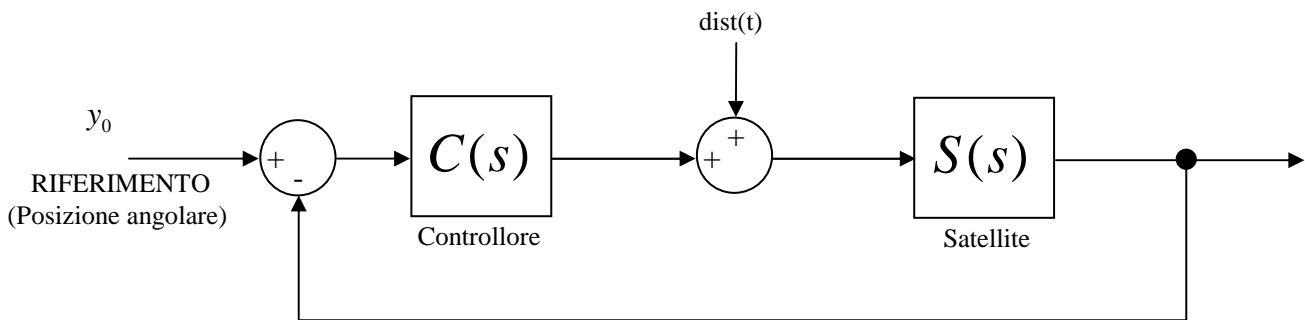 dist(t)
y₀
+
-
C(s)
+
+
S(s)
RIFERIMENTO
(Posizione angolare)
Controllore
Satellite